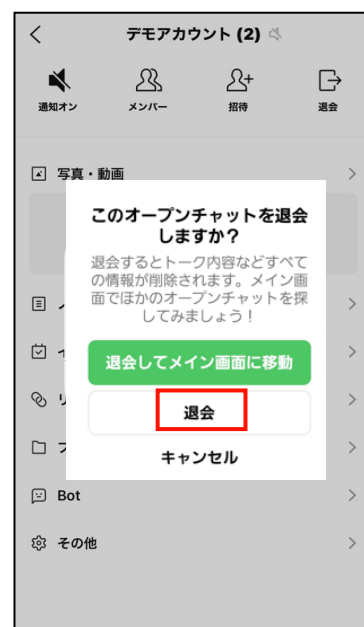 デモアカウント (2)
通知オン
メンバー
招待
退会
写真・動画
このオープンチャットを退会
しますか？
退会するとトーク内容などすべて
の情報が削除されます。メイン画
面でほかのオープンチャットを探
してみましょう！
退会してメイン画面に移動
退会
キャンセル
Bot
その他